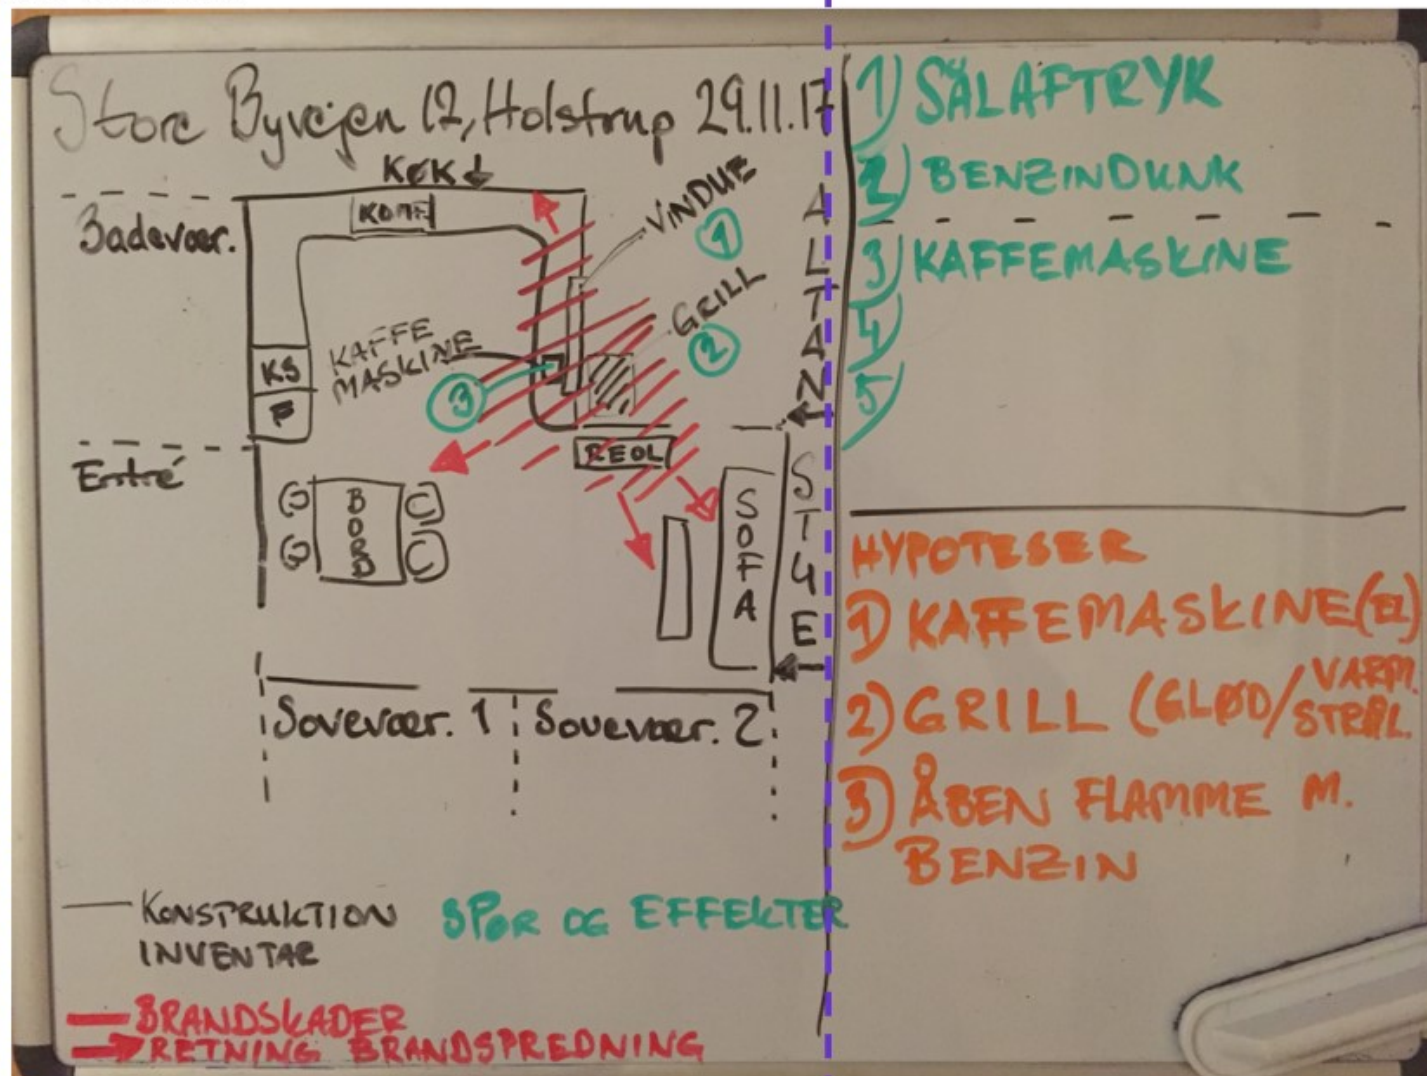 Store Byvejen 12, Holstrup 29.11.17
KØK
KOMF
Badevær.
VINDUE
1
GRILL
2
ALTAN
KAFFE
MASKINE
3
KS
F
REOL
Entré
BORD
SOFA
STUE
Sovevær. 1
Sovevær. 2
KONSTRUKTION
INVENTAR
SPOR OG EFFEKTER
BRANDSKADER
RETNING BRANDSPREDNING
1) SÅLAFTRYK
2) BENZINDUNK
3) KAFFEMASKINE
4)
5)
HYPOTESER
1) KAFFEMASKINE (EL)
2) GRILL (GLØD/VARM.
STRÅL.
3) ÅBEN FLAMME M.
BENZIN